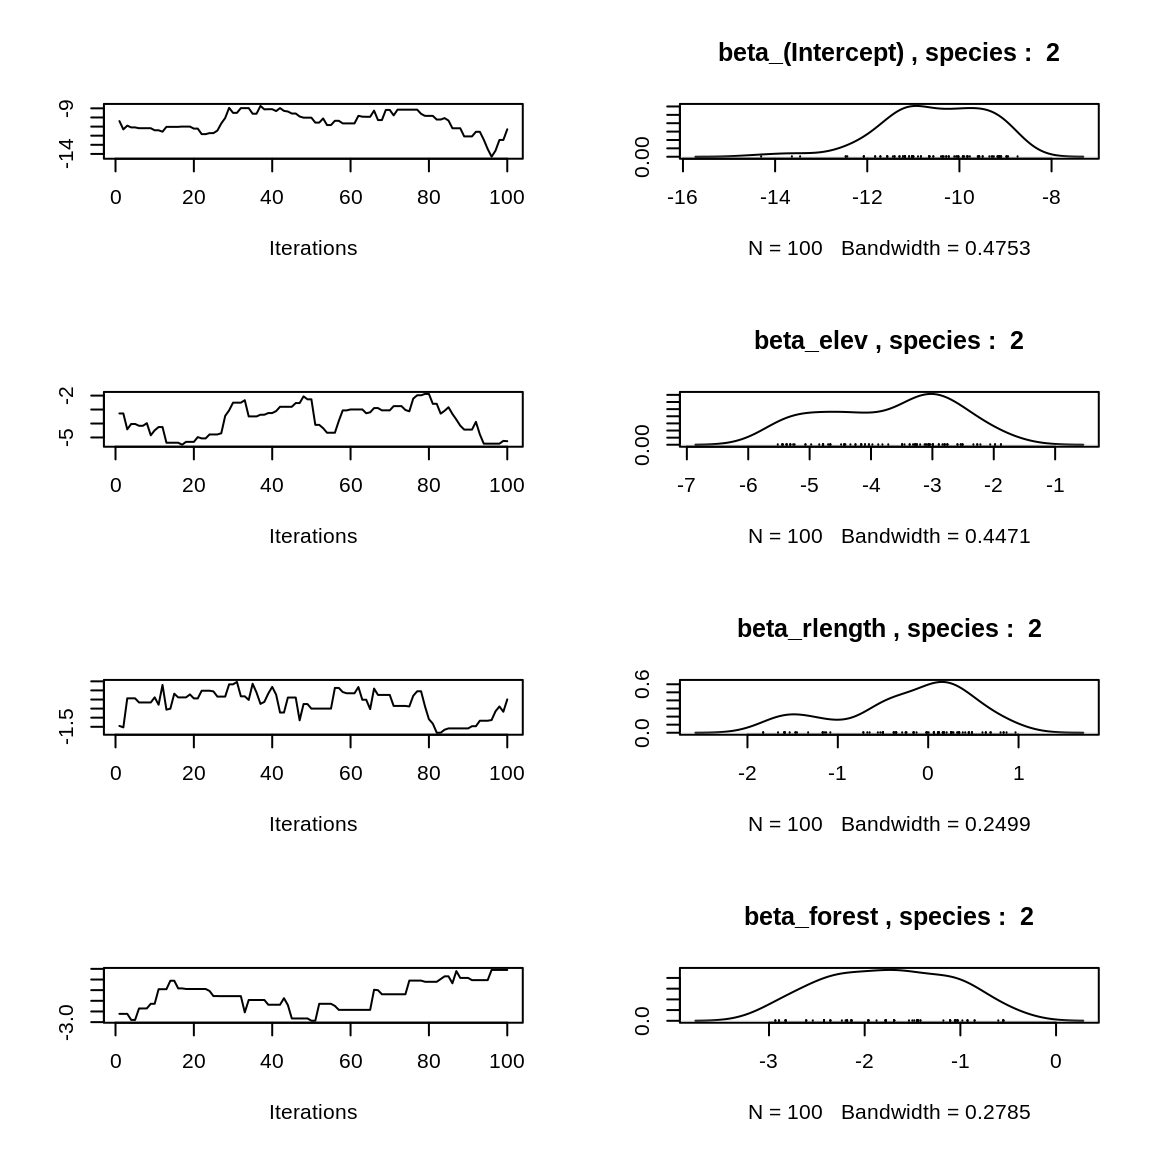 beta_(Intercept) , species :  2
-9
-14
0 20 40 60 80 100
Iterations
0.00
-16 -14 -12 -10 -8
N = 100   Bandwidth = 0.4753
beta_elev , species :  2
-2
-5
0 20 40 60 80 100
Iterations
0.00
-7 -6 -5 -4 -3 -2 -1
N = 100   Bandwidth = 0.4471
beta_rlength , species :  2
-1.5
0 20 40 60 80 100
Iterations
0.6
0.0
-2 -1 0 1
N = 100   Bandwidth = 0.2499
beta_forest , species :  2
-3.0
0 20 40 60 80 100
Iterations
0.0
-3 -2 -1 0
N = 100   Bandwidth = 0.2785